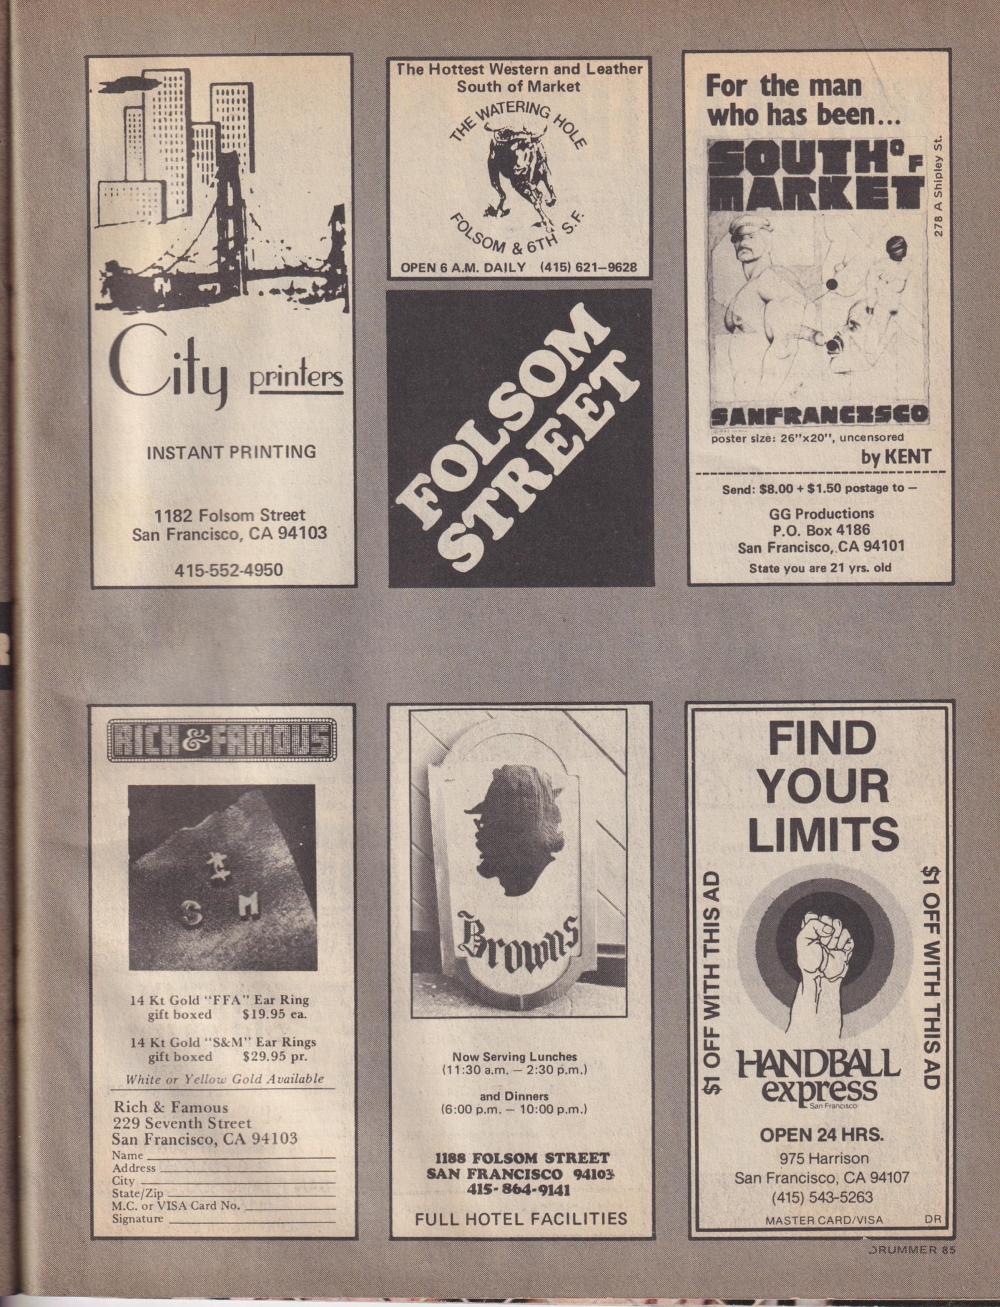 City printers
INSTANT PRINTING
1182 Folsom Street
San Francisco, CA 94103
415-552-4950
The Hottest Western and Leather
South of Market
THE WATERING HOLE
FOLSOM & 6TH S.F.
OPEN 6 A.M. DAILY (415) 621–9628
FOLSOM
STREET
For the man
who has been...
SOUTH OF
MARKET
278 A Shipley St.
SANFRANCISCO
poster size: 26"x20", uncensored
by KENT
Send: $8.00 + $1.50 postage to —
GG Productions
P.O. Box 4186
San Francisco, CA 94101
State you are 21 yrs. old
RICH & FAMOUS
S M
14 Kt Gold "FFA" Ear Ring
gift boxed $19.95 ea.
14 Kt Gold "S&M" Ear Rings
gift boxed $29.95 pr.
White or Yellow Gold Available
Rich & Famous
229 Seventh Street
San Francisco, CA 94103
Name
Address
City
State/Zip
M.C. or VISA Card No.
Signature
Browns
Now Serving Lunches
(11:30 a.m. — 2:30 p.m.)
and Dinners
(6:00 p.m. — 10:00 p.m.)
1188 FOLSOM STREET
SAN FRANCISCO 94103
415-864-9141
FULL HOTEL FACILITIES
FIND
YOUR
LIMITS
$1 OFF WITH THIS AD
$1 OFF WITH THIS AD
HANDBALL
express
San Francisco
OPEN 24 HRS.
975 Harrison
San Francisco, CA 94107
(415) 543-5263
MASTER CARD/VISA DR
DRUMMER 85